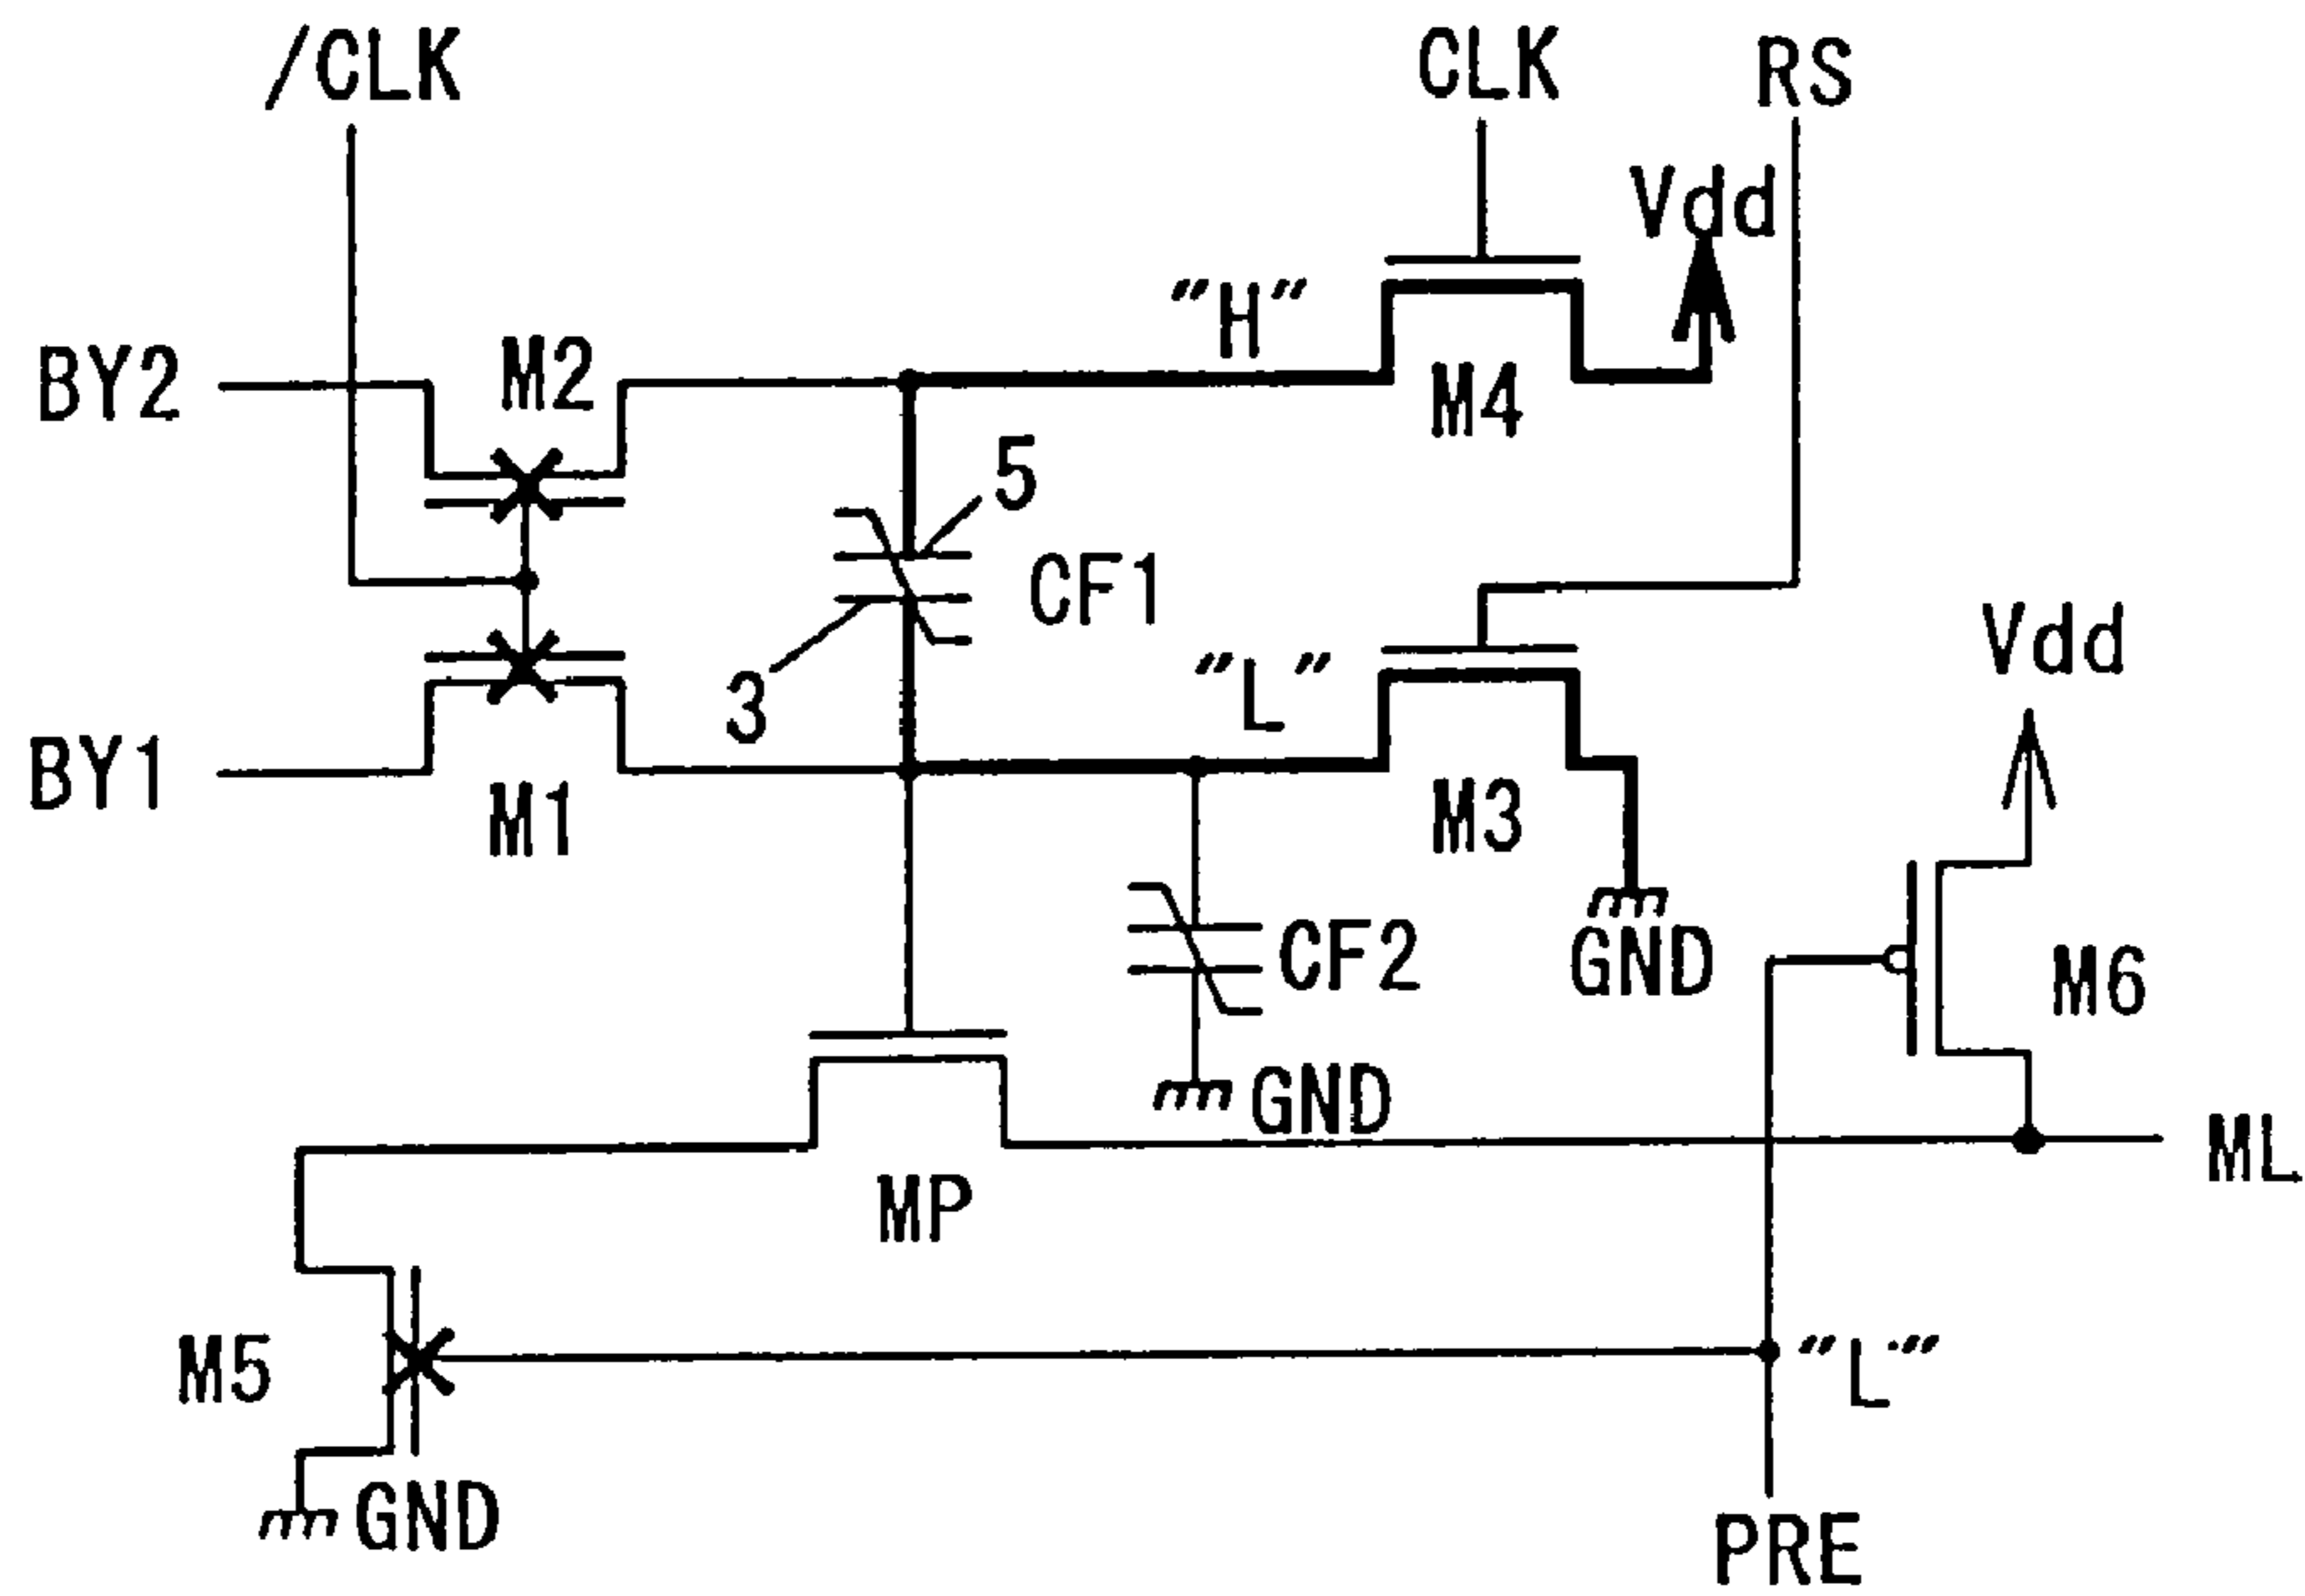 /CLK
CLK
RS
Vdd
"H"
BY2
M2
M4
5
CF1
3
"L"
Vdd
BY1
M1
M3
CF2
GND
M6
GND
ML
MP
M5
"L"
GND
PRE